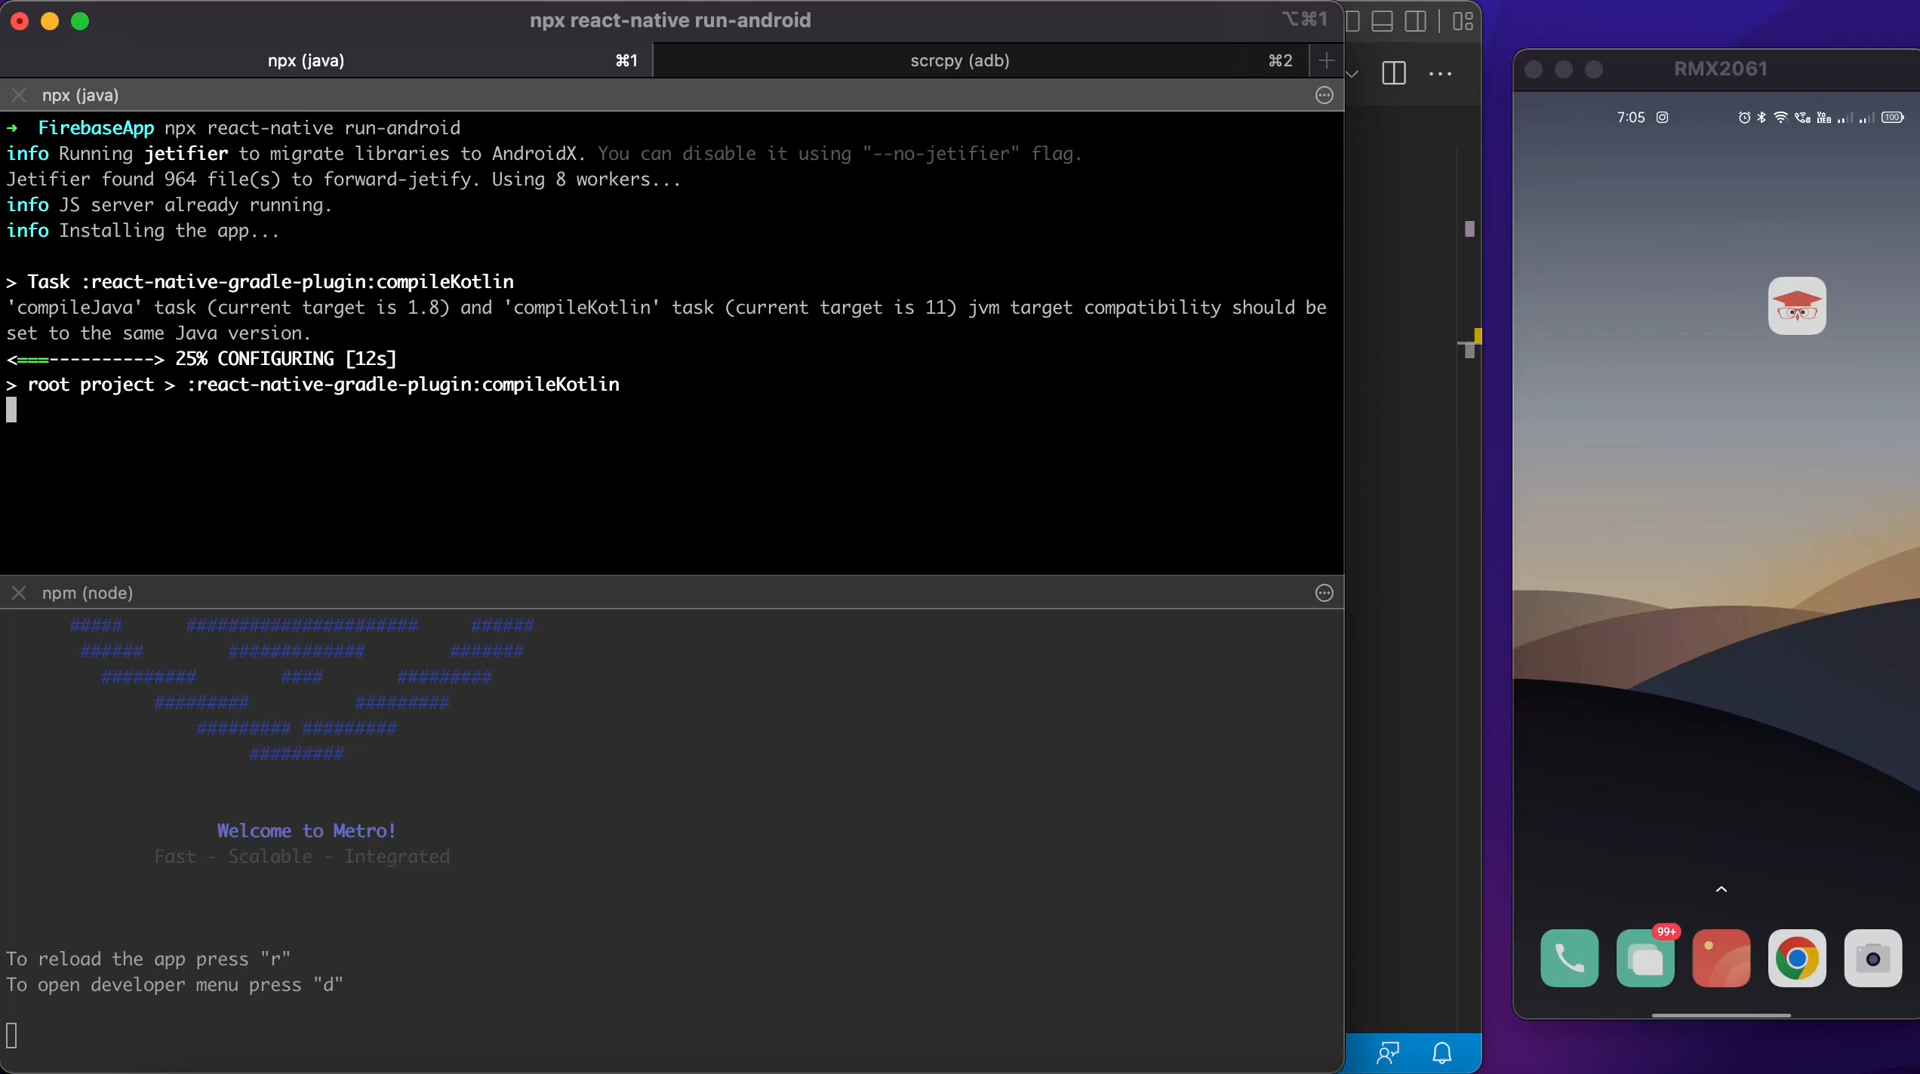 npx react-native run-android
⌥⌘1
npx (java)
⌘1
scrcpy (adb)
⌘2
npx (java)
➜ FirebaseApp npx react-native run-android
info Running jetifier to migrate libraries to AndroidX. You can disable it using "--no-jetifier" flag.
Jetifier found 964 file(s) to forward-jetify. Using 8 workers...
info JS server already running.
info Installing the app...
> Task :react-native-gradle-plugin:compileKotlin
'compileJava' task (current target is 1.8) and 'compileKotlin' task (current target is 11) jvm target compatibility should be
set to the same Java version.
<===----------> 25% CONFIGURING [12s]
> root project > :react-native-gradle-plugin:compileKotlin
npm (node)
##### ###################### ######
###### ############# #######
######### #### #########
######### #########
######### #########
#########
Welcome to Metro!
Fast - Scalable - Integrated
To reload the app press "r"
To open developer menu press "d"
RMX2061
7:05
100
99+